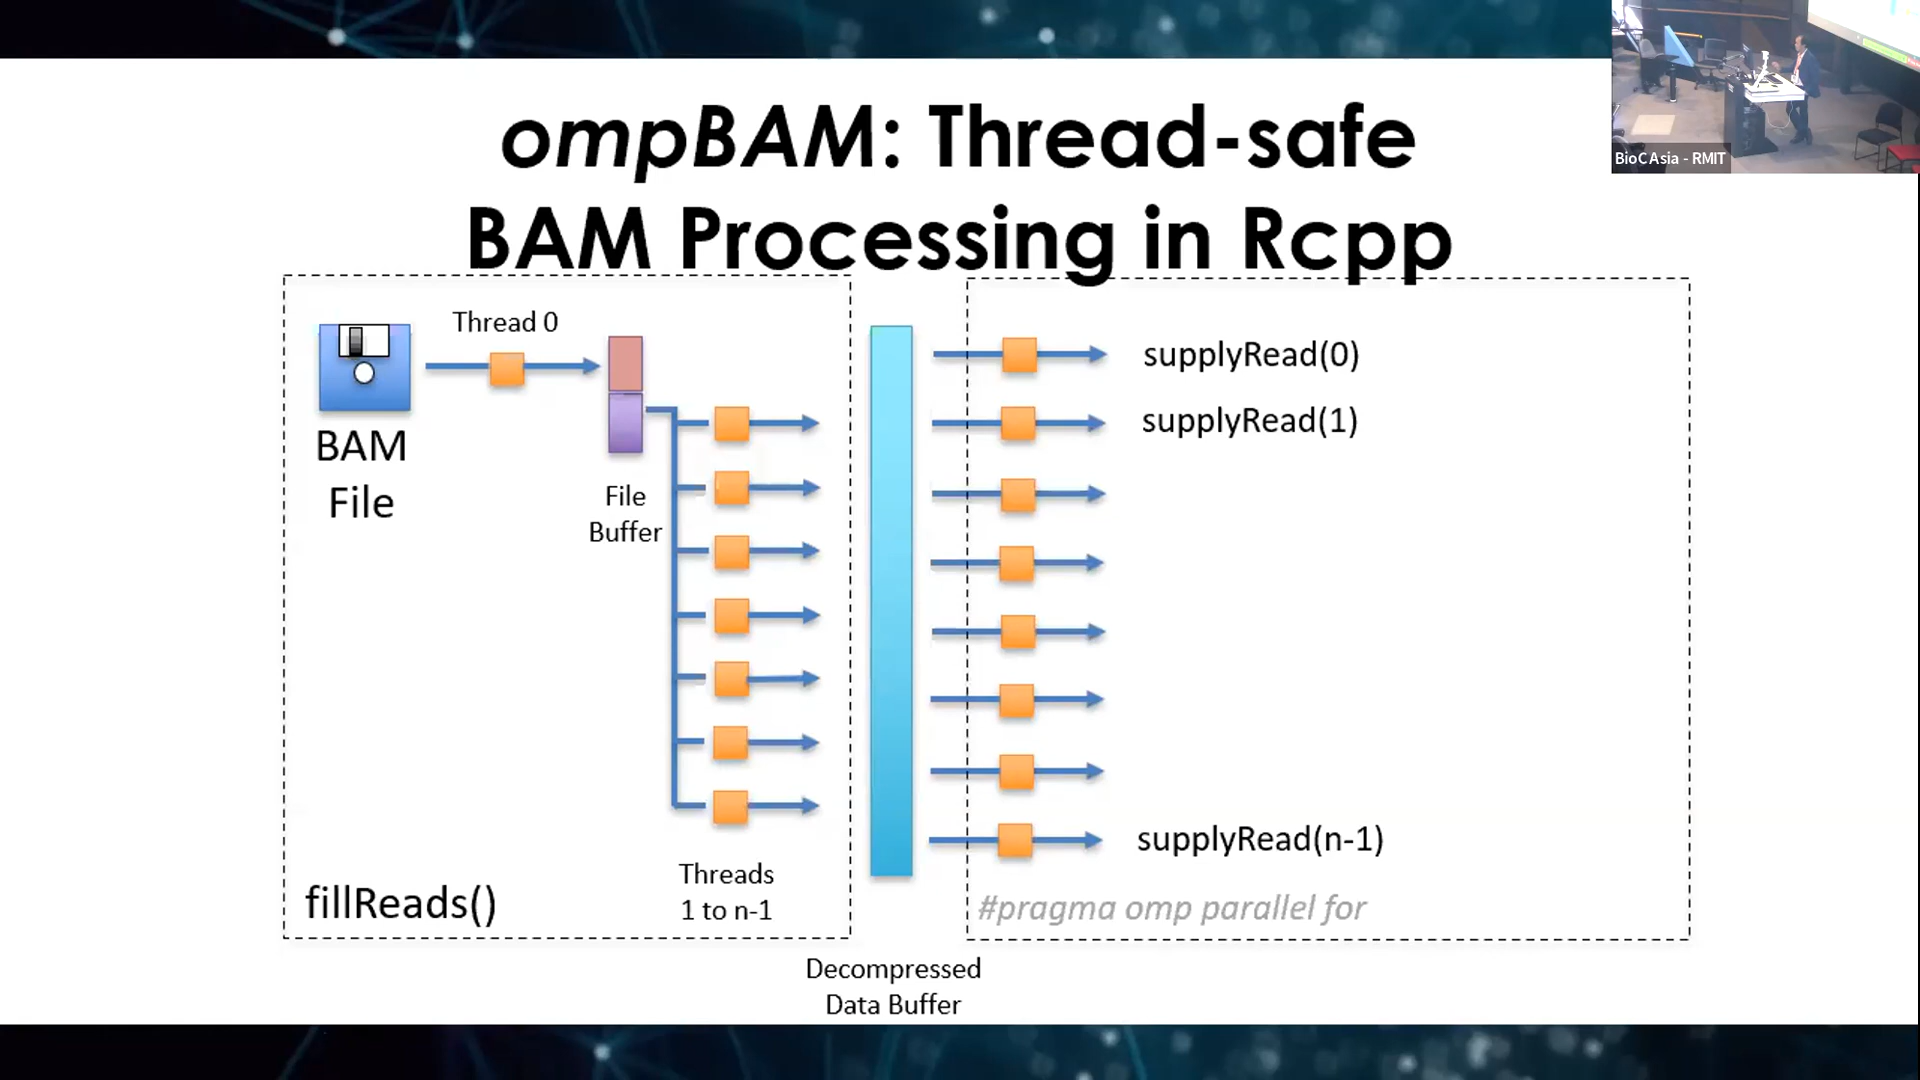 ompBAM: Thread-safe
BAM Processing in Rcpp
BioC Asia - RMIT
Thread 0
BAM
File
File
Buffer
fillReads()
Threads
1 to n-1
Decompressed
Data Buffer
supplyRead(0)
supplyRead(1)
supplyRead(n-1)
#pragma omp parallel for